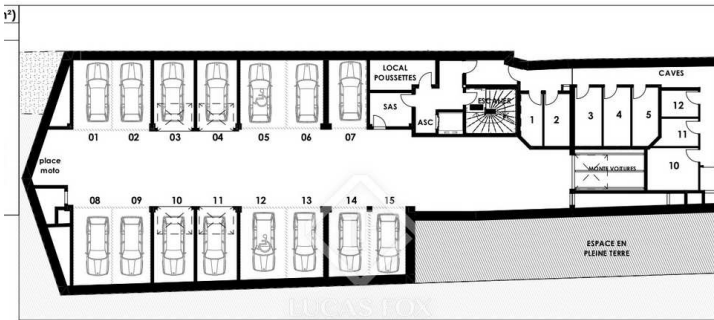 n²)
LOCAL
POUSSETTES
CAVES
SAS
ASC
ESCALIER
1
2
3
4
5
12
11
10
01
02
03
04
05
06
07
place
moto
MONTE VOITURES
08
09
10
11
12
13
14
15
ESPACE EN
PLEINE TERRE
LUCAS FOX